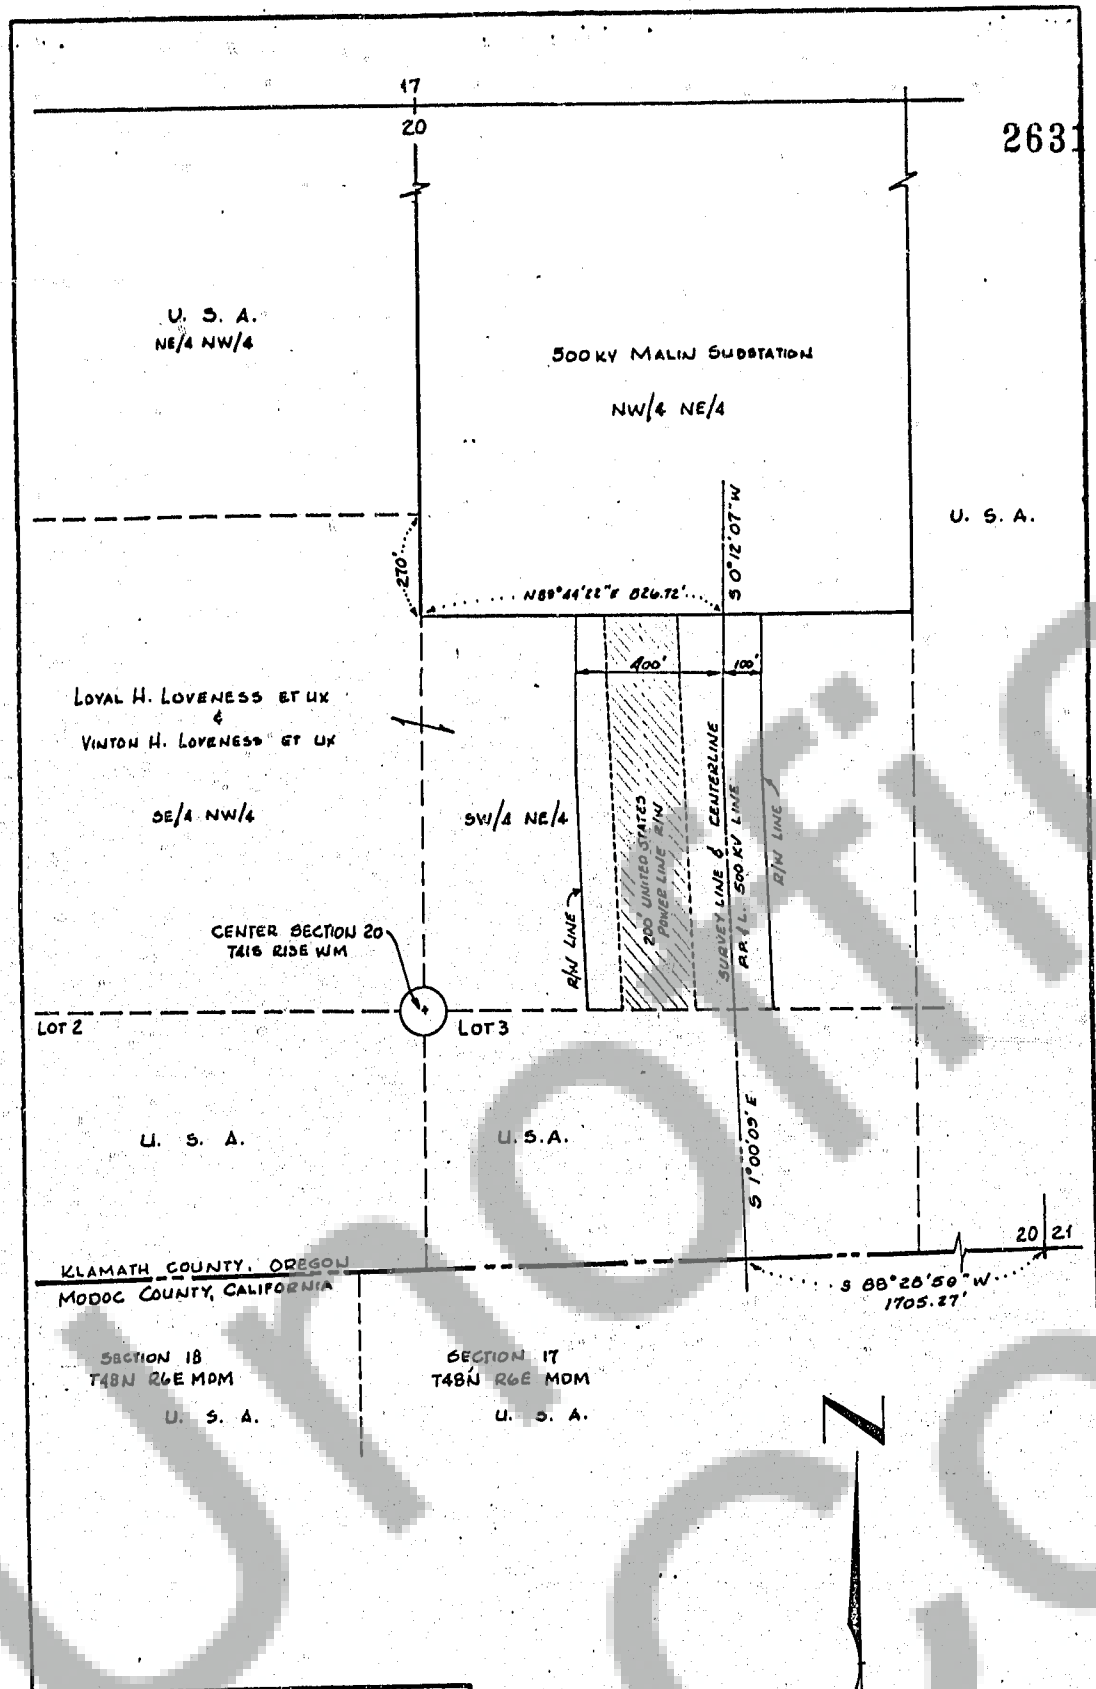 17
20
2631
U. S. A.
NE/4 NW/4
500 KV MALIN SUBSTATION
NW/4 NE/4
U. S. A.
S 0°12'07" W
270'
N89°44'22"E 826.72'
400'
100'
LOYAL H. LOVENESS ET UX
&
VINTON H. LOVENESS ET UX
SE/4 NW/4
SW/4 NE/4
200' UNITED STATES
POWER LINE R/W
SURVEY LINE & CENTERLINE
P.P. & L. 500 KV LINE
R/W LINE
R/W LINE
CENTER SECTION 20
T41S R13E WM
LOT 2
LOT 3
U. S. A.
U.S.A.
S 1°00'09" E
20 21
KLAMATH COUNTY, OREGON
MODOC COUNTY, CALIFORNIA
S 88°28'50" W
1705.27'
SECTION 18
T48N R6E MDM
U. S. A.
SECTION 17
T48N R6E MDM
U. S. A.
N